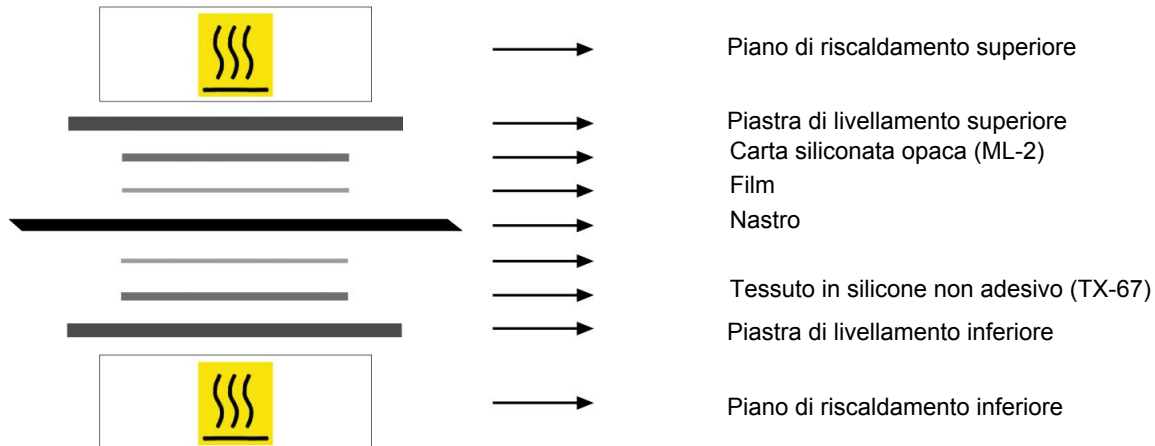 Piano di riscaldamento superiore
Piastra di livellamento superiore
Carta siliconata opaca (ML-2)
Film
Nastro
Tessuto in silicone non adesivo (TX-67)
Piastra di livellamento inferiore
Piano di riscaldamento inferiore